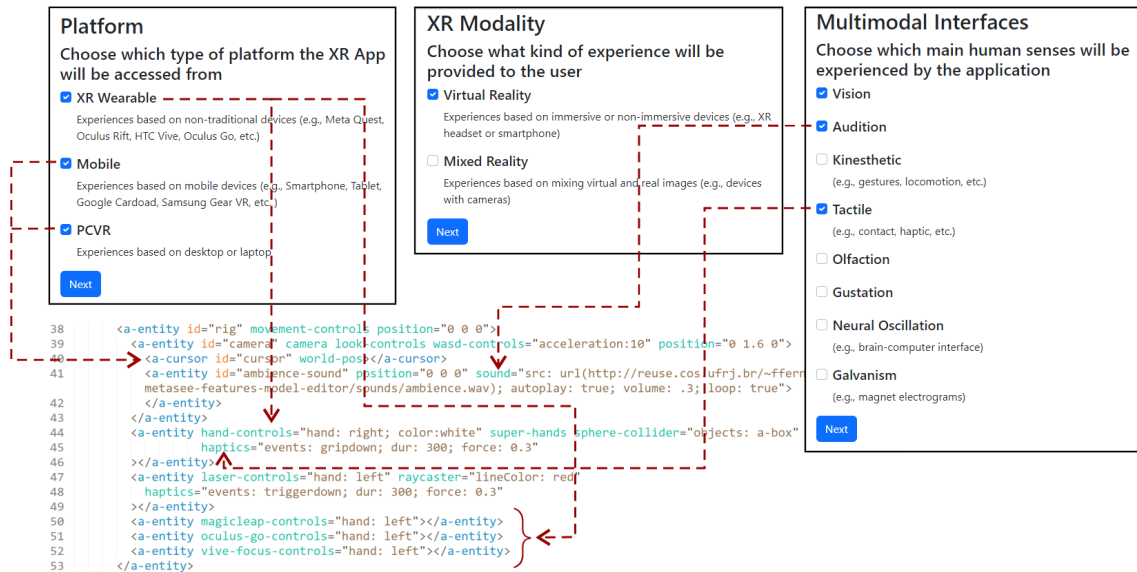 Platform
Choose which type of platform the XR App
will be accessed from
XR Wearable
Experiences based on non-traditional devices (e.g., Meta Quest,
Oculus Rift, HTC Vive, Oculus Go, etc.)
Mobile
Experiences based on mobile devices (e.g., Smartphone, Tablet,
Google Cardoad, Samsung Gear VR, etc. )
PCVR
Experiences based on desktop or laptop
Next
XR Modality
Choose what kind of experience will be
provided to the user
Virtual Reality
Experiences based on immersive or non-immersive devices (e.g., XR
headset or smartphone)
Mixed Reality
Experiences based on mixing virtual and real images (e.g., devices
with cameras)
Next
Multimodal Interfaces
Choose which main human senses will be
experienced by the application
Vision
Audition
Kinesthetic
(e.g., gestures, locomotion, etc.)
Tactile
(e.g., contact, haptic, etc.)
Olfaction
Gustation
Neural Oscillation
(e.g., brain-computer interface)
Galvanism
(e.g., magnet electrograms)
Next
38 <a-entity id="rig" movement-controls position="0 0 0">
39 <a-entity id="camera" camera look-controls wasd-controls="acceleration:10" position="0 1.6 0">
40 <a-cursor id="cursor" world-pos></a-cursor>
41 <a-entity id="ambience-sound" position="0 0 0" sound="src: url(http://reuse.cos.ufrj.br/~ffern
metasee-features-model-editor/sounds/ambience.wav); autoplay: true; volume: .3; loop: true">
42 </a-entity>
43 </a-entity>
44 <a-entity hand-controls="hand: right; color:white" super-hands sphere-collider="objects: a-box"
45 haptics="events: gripdown; dur: 300; force: 0.3"
46 ></a-entity>
47 <a-entity laser-controls="hand: left" raycaster="lineColor: red"
48 haptics="events: triggerdown; dur: 300; force: 0.3"
49 ></a-entity>
50 <a-entity magicleap-controls="hand: left"></a-entity>
51 <a-entity oculus-go-controls="hand: left"></a-entity>
52 <a-entity vive-focus-controls="hand: left"></a-entity>
53 </a-entity>